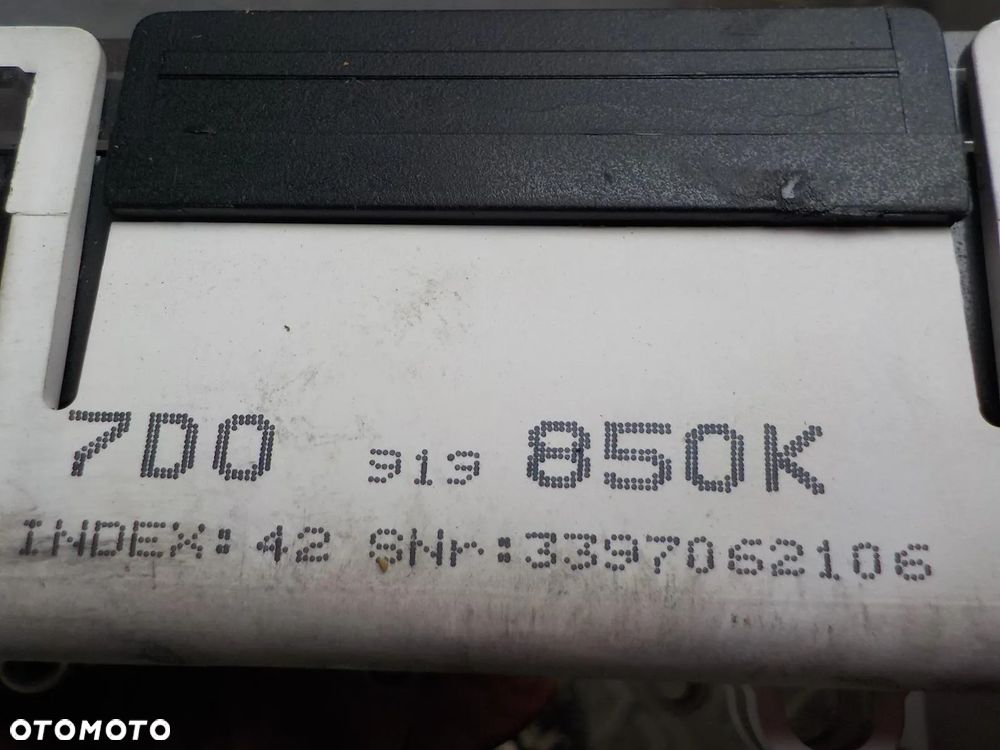 7D0 919 850K
INDEX:42 SNr:3397062106
OTOMOTO